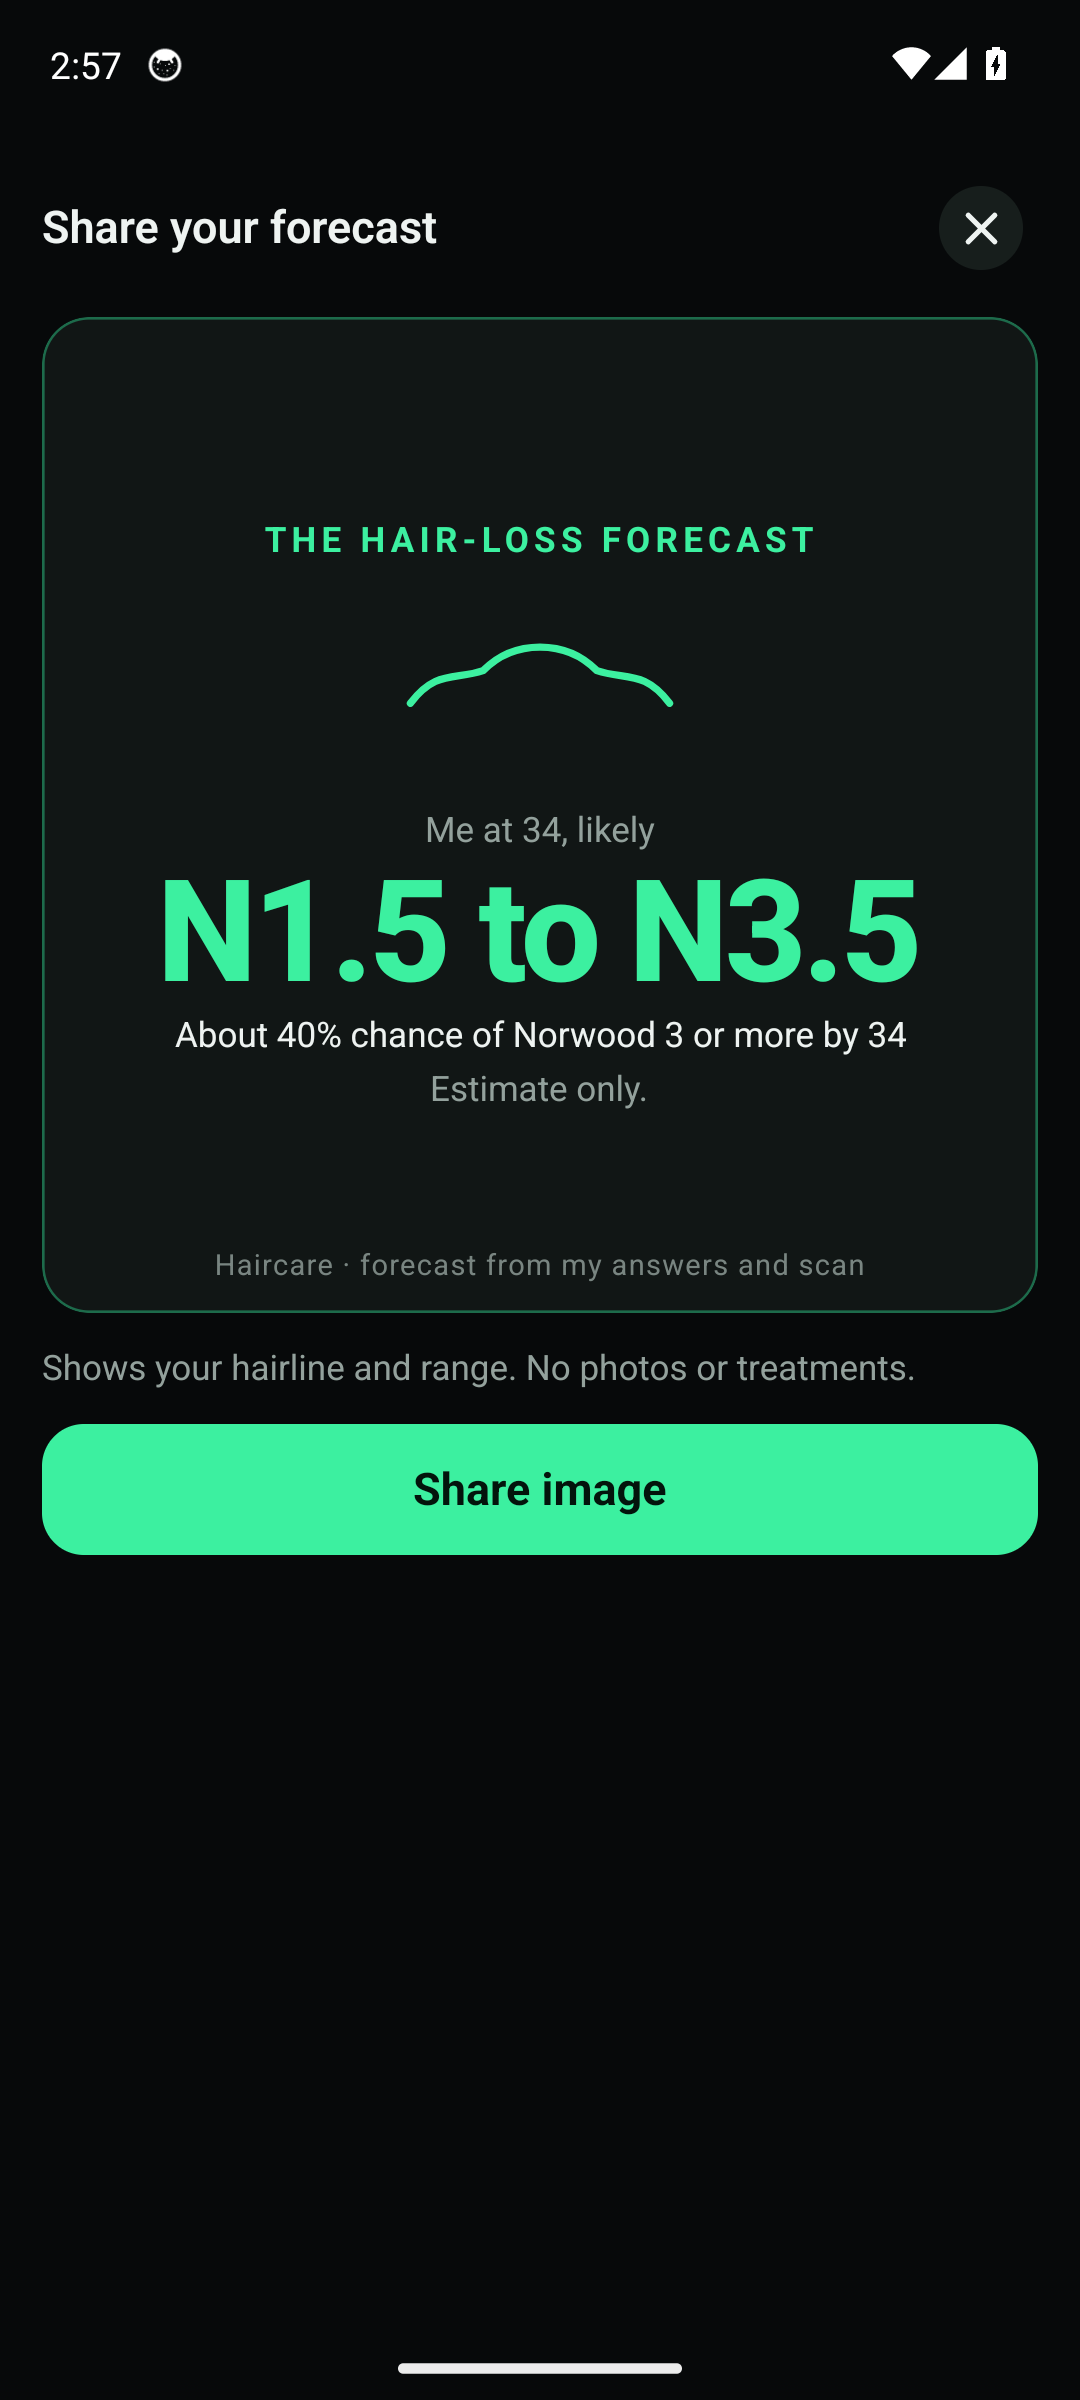 2:57
Share your forecast
THE HAIR-LOSS FORECAST
Me at 34, likely
N1.5 to N3.5
About 40% chance of Norwood 3 or more by 34
Estimate only.
Haircare · forecast from my answers and scan
Shows your hairline and range. No photos or treatments.
Share image